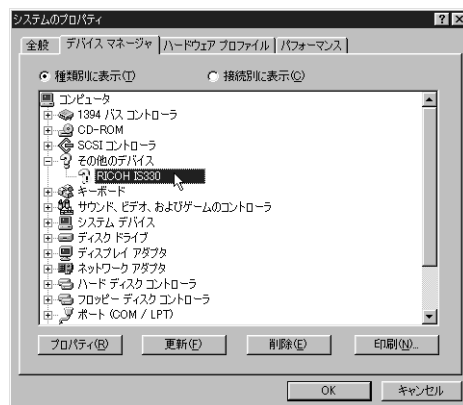 システムのプロパティ
全般 デバイス マネージャ ハードウェア プロファイル パフォーマンス
種類別に表示(T) 接続別に表示(C)
コンピュータ
1394 バス コントローラ
CD-ROM
SCSI コントローラ
その他のデバイス
RICOH IS330
キーボード
サウンド、ビデオ、およびゲームのコントローラ
システム デバイス
ディスク ドライブ
ディスプレイ アダプタ
ネットワーク アダプタ
ハード ディスク コントローラ
フロッピー ディスク コントローラ
ポート (COM / LPT)
プロパティ(R) 更新(F) 削除(E) 印刷(N)...
OK キャンセル